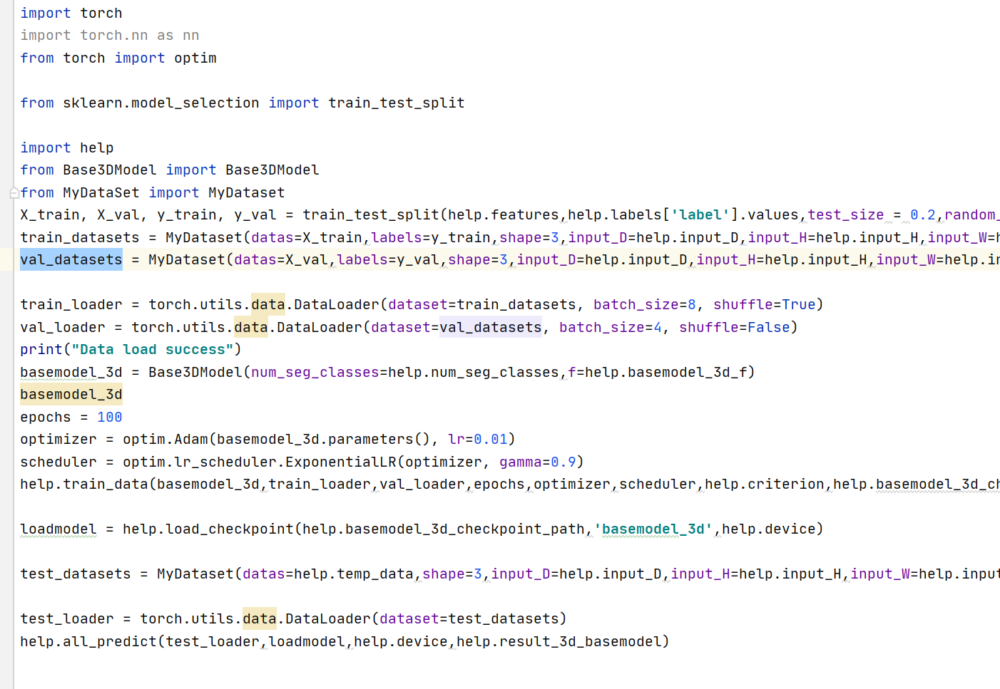 import torch
import torch.nn as nn
from torch import optim
from sklearn.model_selection import train_test_split
import help
from Base3DModel import Base3DModel
from MyDataSet import MyDataset
X_train, X_val, y_train, y_val = train_test_split(help.features,help.labels['label'].values,test_size = 0.2,random_
train_datasets = MyDataset(datas=X_train,labels=y_train,shape=3,input_D=help.input_D,input_H=help.input_H,input_W=h
val_datasets = MyDataset(datas=X_val,labels=y_val,shape=3,input_D=help.input_D,input_H=help.input_H,input_W=help.in
train_loader = torch.utils.data.DataLoader(dataset=train_datasets, batch_size=8, shuffle=True)
val_loader = torch.utils.data.DataLoader(dataset=val_datasets, batch_size=4, shuffle=False)
print("Data load success")
basemodel_3d = Base3DModel(num_seg_classes=help.num_seg_classes,f=help.basemodel_3d_f)
basemodel_3d
epochs = 100
optimizer = optim.Adam(basemodel_3d.parameters(), lr=0.01)
scheduler = optim.lr_scheduler.ExponentialLR(optimizer, gamma=0.9)
help.train_data(basemodel_3d,train_loader,val_loader,epochs,optimizer,scheduler,help.criterion,help.basemodel_3d_ch
loadmodel = help.load_checkpoint(help.basemodel_3d_checkpoint_path,'basemodel_3d',help.device)
test_datasets = MyDataset(datas=help.temp_data,shape=3,input_D=help.input_D,input_H=help.input_H,input_W=help.input
test_loader = torch.utils.data.DataLoader(dataset=test_datasets)
help.all_predict(test_loader,loadmodel,help.device,help.result_3d_basemodel)